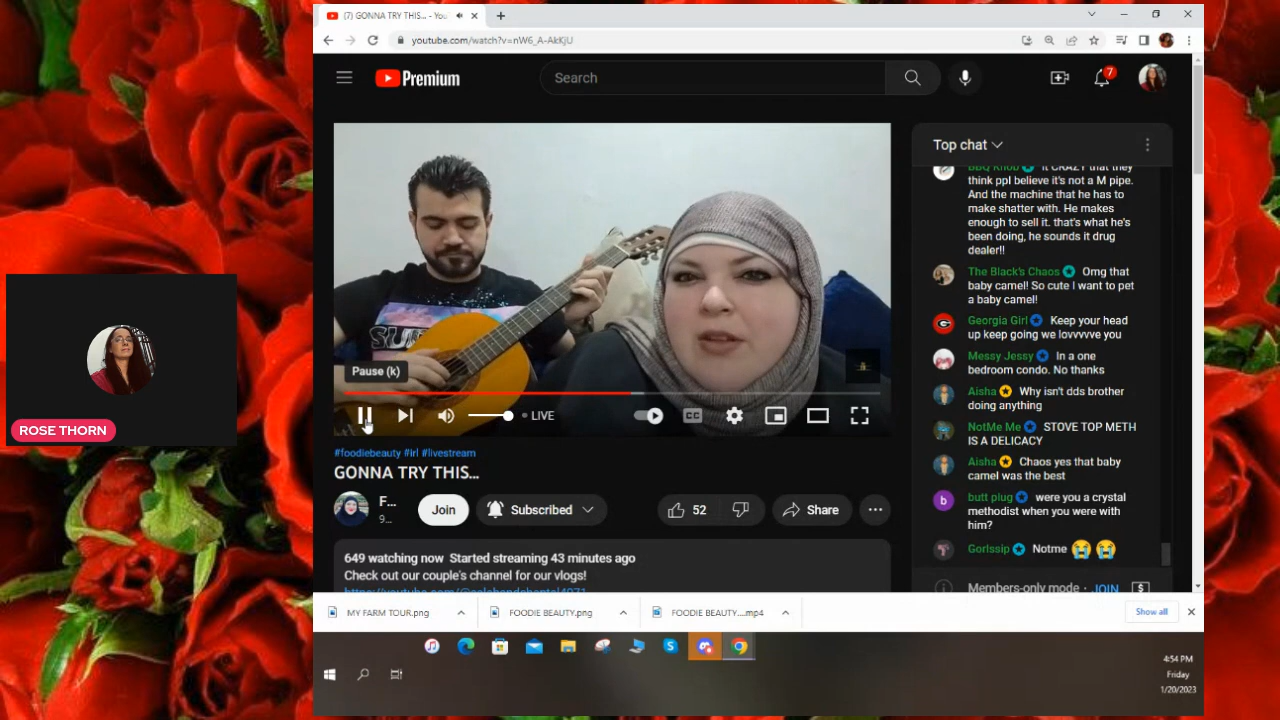 (7) GONNA TRY THIS... - You
youtube.com/watch?v=nW6_A-AkKjU
Premium
Search
7
Top chat
BBQ Knob It CRAZY that they
think ppl believe it's not a M pipe.
And the machine that he has to
make shatter with. He makes
enough to sell it. that's what he's
been doing, he sounds it drug
dealer!!
The Black's Chaos Omg that
baby camel! So cute I want to pet
a baby camel!
Georgia Girl Keep your head
up keep going we lovvvvve you
Messy Jessy In a one
bedroom condo. No thanks
Aisha Why isn't dds brother
doing anything
NotMe Me STOVE TOP METH
IS A DELICACY
Aisha Chaos yes that baby
camel was the best
butt plug were you a crystal
methodist when you were with
him?
Gorlssip Notme 😭 😭
Members-only mode JOIN
Pause (k)
LIVE
CC
#foodiebeauty #irl #livestream
GONNA TRY THIS...
F...
9...
Join
Subscribed
52
Share
649 watching now Started streaming 43 minutes ago
Check out our couple's channel for our vlogs!
ROSE THORN
MY FARM TOUR.png
FOODIE BEAUTY.png
FOODIE BEAUTY....mp4
Show all
4:54 PM
Friday
1/20/2023